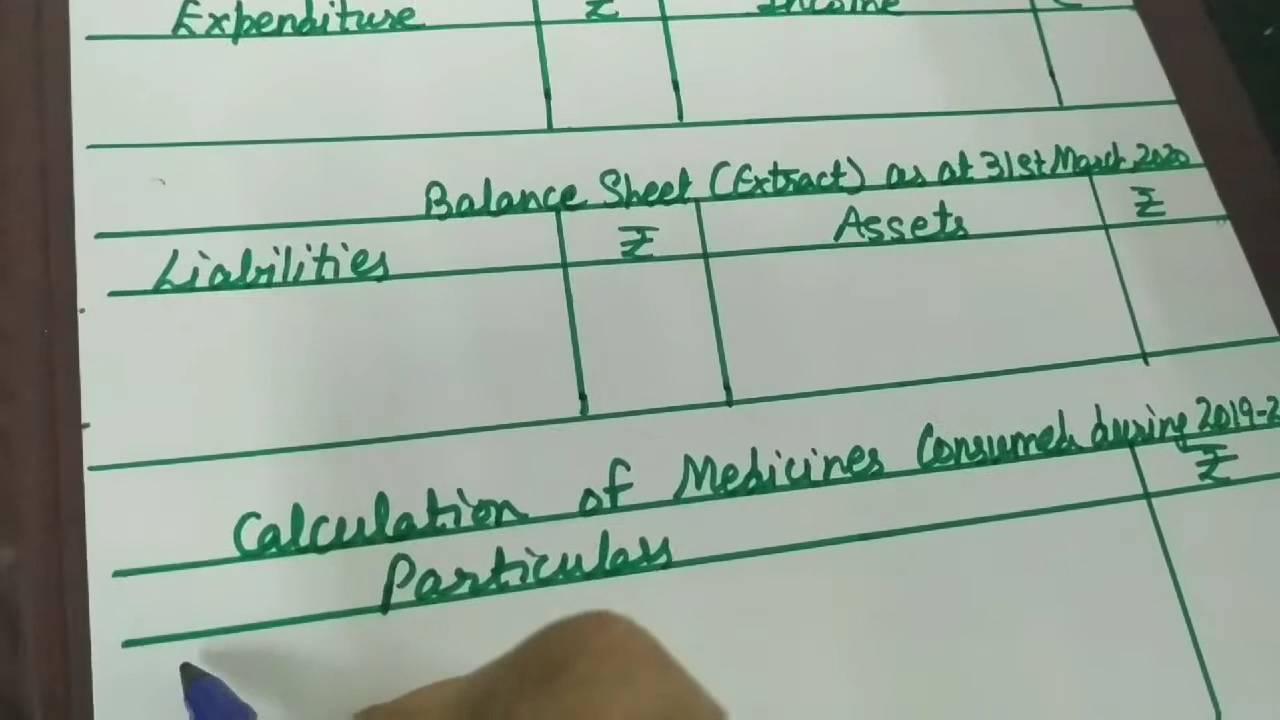 Expenditure ₹ Income ₹
Balance Sheet (Extract) as at 31st March, 2020
Liabilities ₹ Assets ₹
Calculation of Medicines Consumed during 2019-2
Particulars ₹